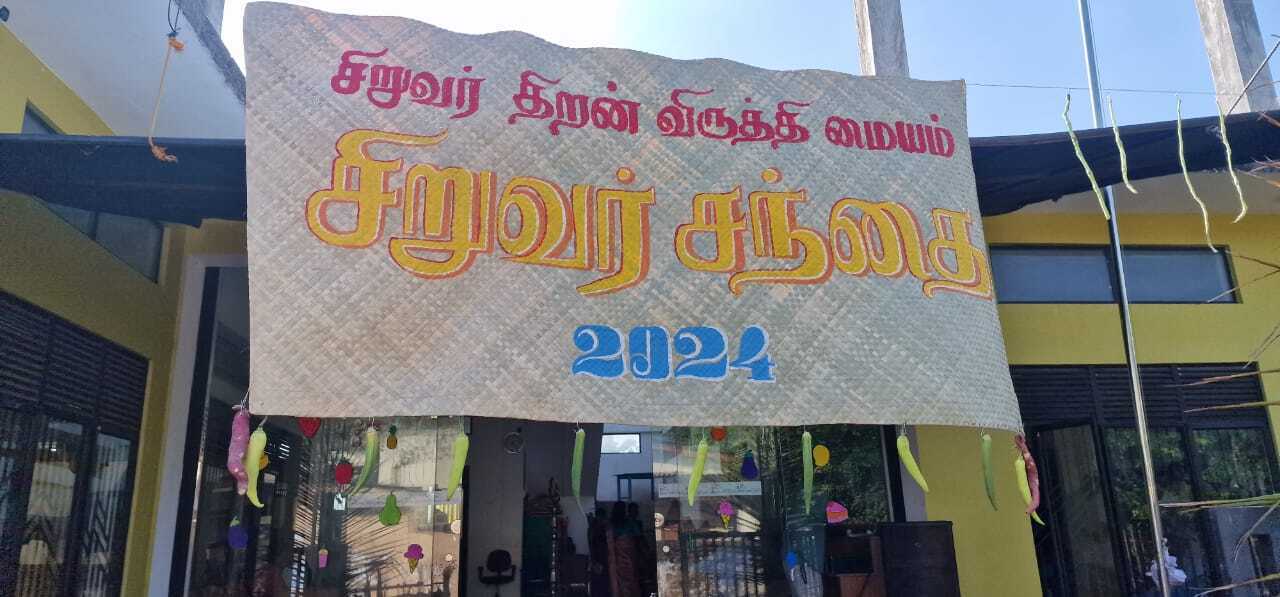 சிறுவர் திறன் விருத்தி மையம்
சிறுவர் சந்தை
2024